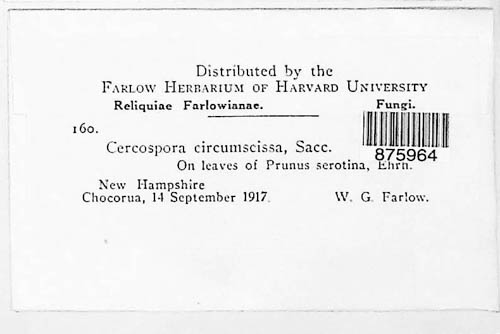 Distributed by the
FARLOW HERBARIUM OF HARVARD UNIVERSITY
Reliquiae Farlowianae. Fungi.
160.
875964
Cercospora circumscissa, Sacc.
On leaves of Prunus serotina, Ehrh.
New Hampshire
Chocorua, 14 September 1917. W. G. Farlow.